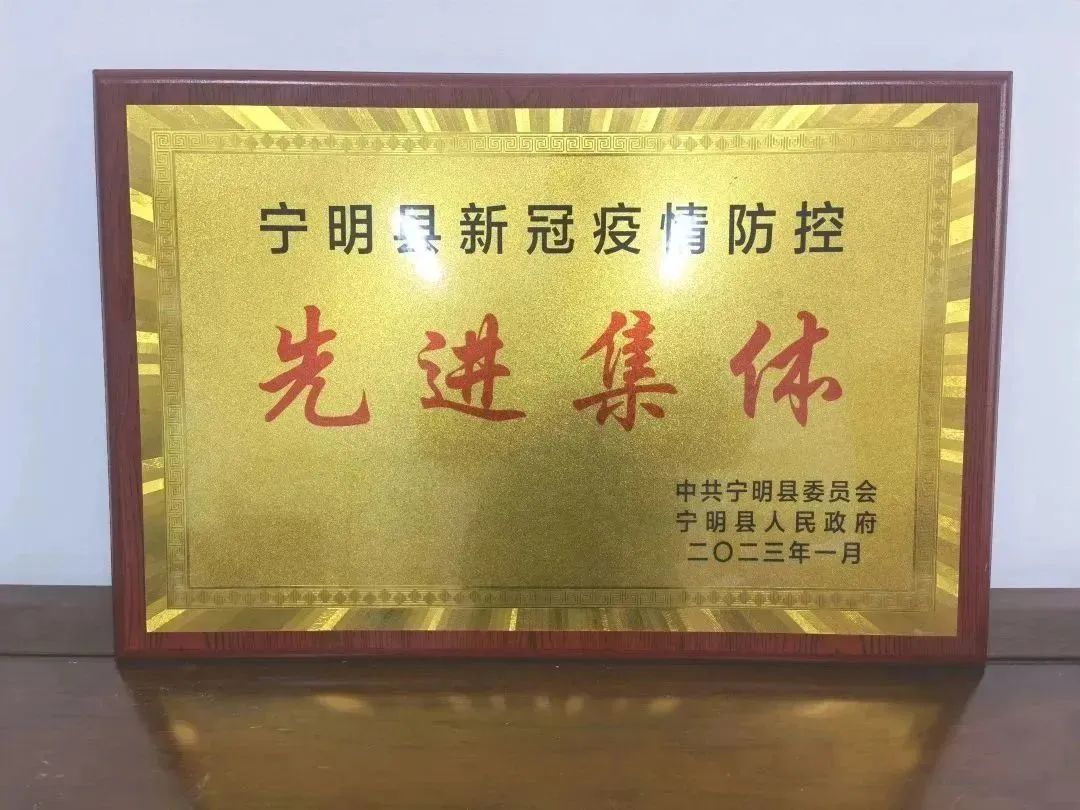 宁明县新冠疫情防控
先进集体
中共宁明县委员会
宁明县人民政府
二〇二三年一月